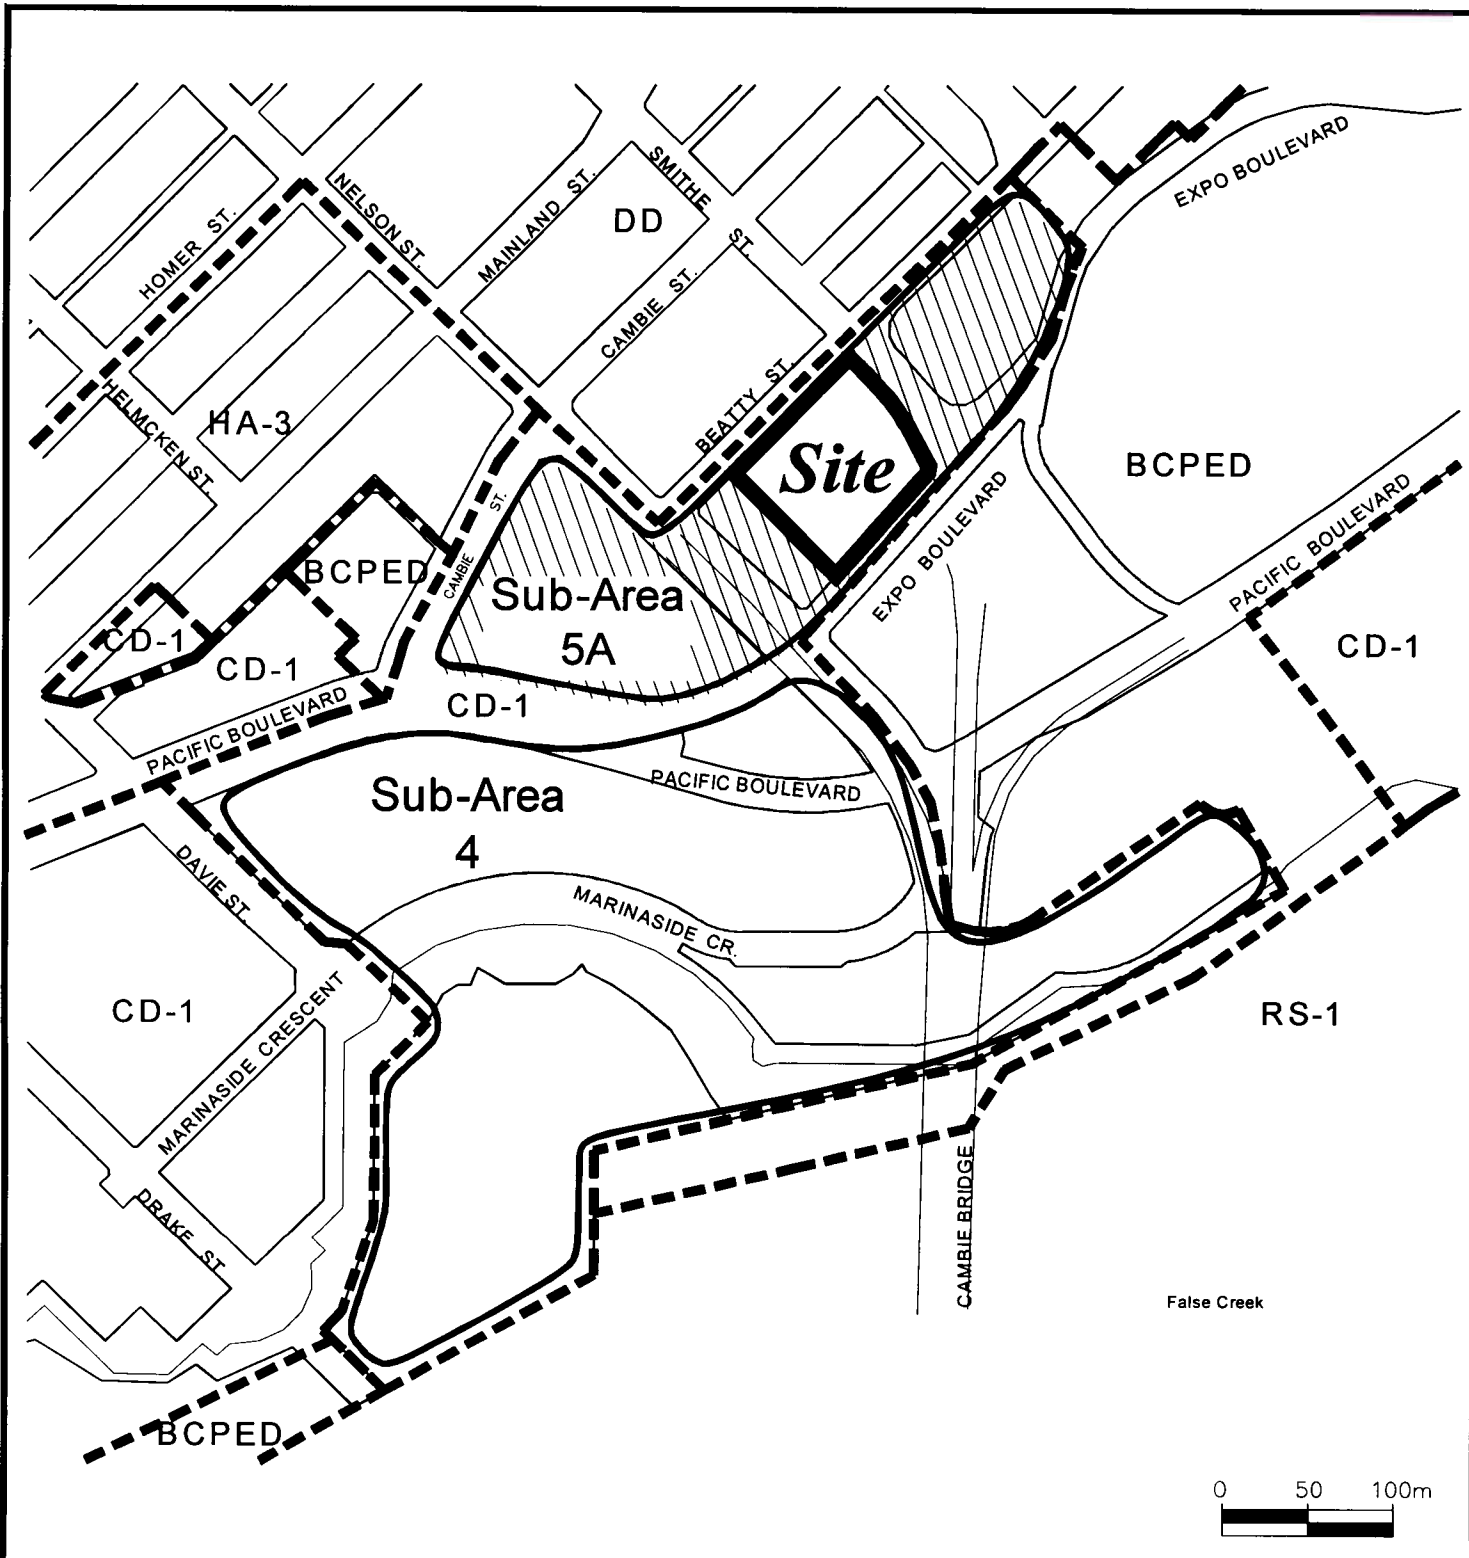 EXPO BOULEVARD
NELSON ST.
MAINLAND ST.
SMITHE
ST.
DD
HOMER ST.
CAMBIE ST.
BEATTY ST.
HELMCKEN ST.
HA-3
Site
BCPED
CAMBIE
ST.
BCPED
EXPO BOULEVARD
PACIFIC BOULEVARD
Sub-Area
5A
CD-1
CD-1
CD-1
CD-1
PACIFIC BOULEVARD
Sub-Area
4
PACIFIC BOULEVARD
DAVIE ST.
MARINASIDE CR.
CD-1
MARINASIDE CRESCENT
RS-1
DRAKE ST.
CAMBIE BRIDGE
False Creek
BCPED
0 50 100m